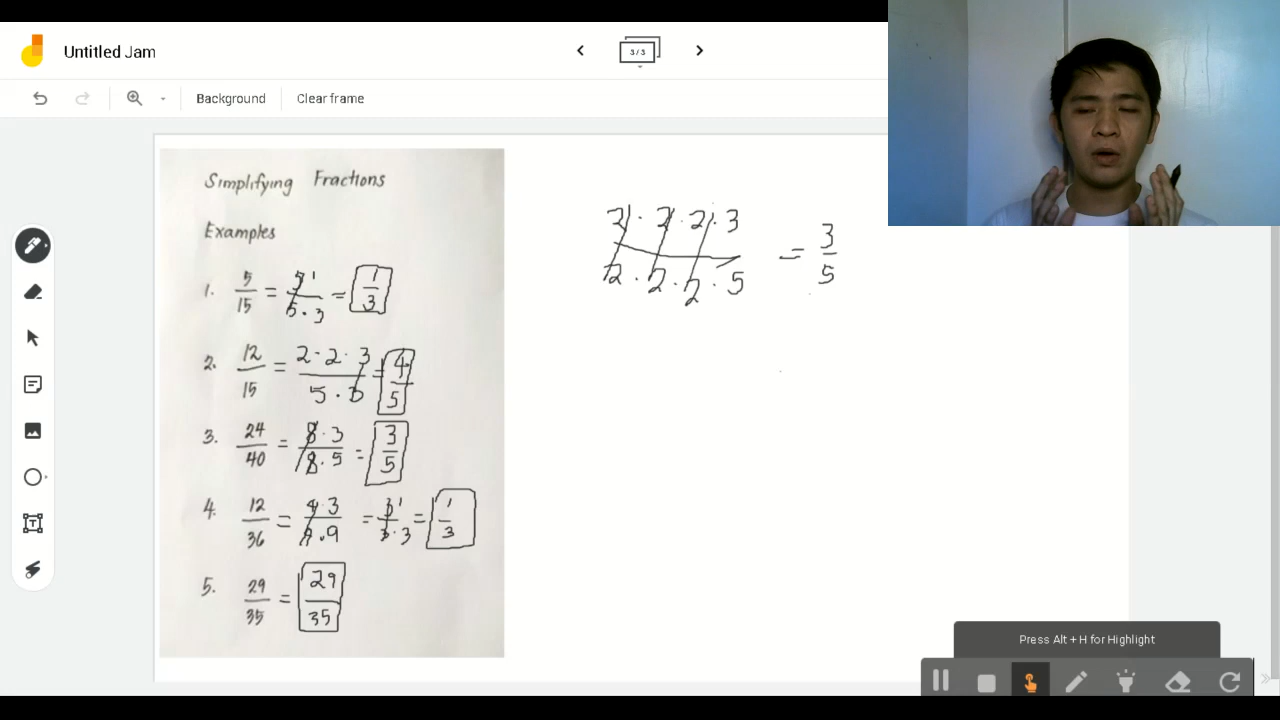 Untitled Jam
3 / 3
Background
Clear frame
Simplifying Fractions
Examples
1. 5/15 = 5 1/5 · 3 = 1/3
2. 12/15 = 2 · 2 · 3/5 · 3 = 4/5
3. 24/40 = 8 · 3/8 · 5 = 3/5
4. 12/36 = 4 · 3/4 · 9 = 3 1/3 · 3 = 1/3
5. 29/35 = 29/35
2 · 2 · 2 · 3/2 · 2 · 2 · 5 = 3/5
Press Alt + H for Highlight